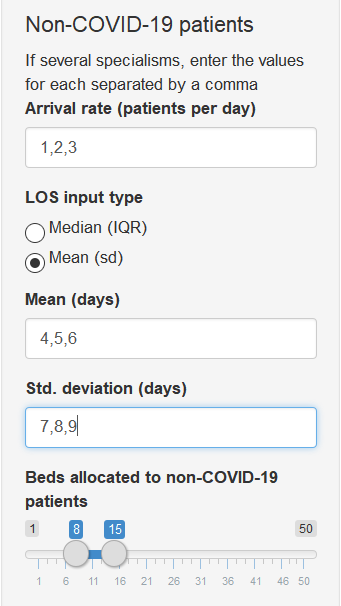 Non-COVID-19 patients
If several specialisms, enter the values
for each separated by a comma
Arrival rate (patients per day)
1,2,3
LOS input type
Median (IQR)
Mean (sd)
Mean (days)
4,5,6
Std. deviation (days)
7,8,9
Beds allocated to non-COVID-19
patients
1 8 15 50
1 6 11 16 21 26 31 36 41 46 50